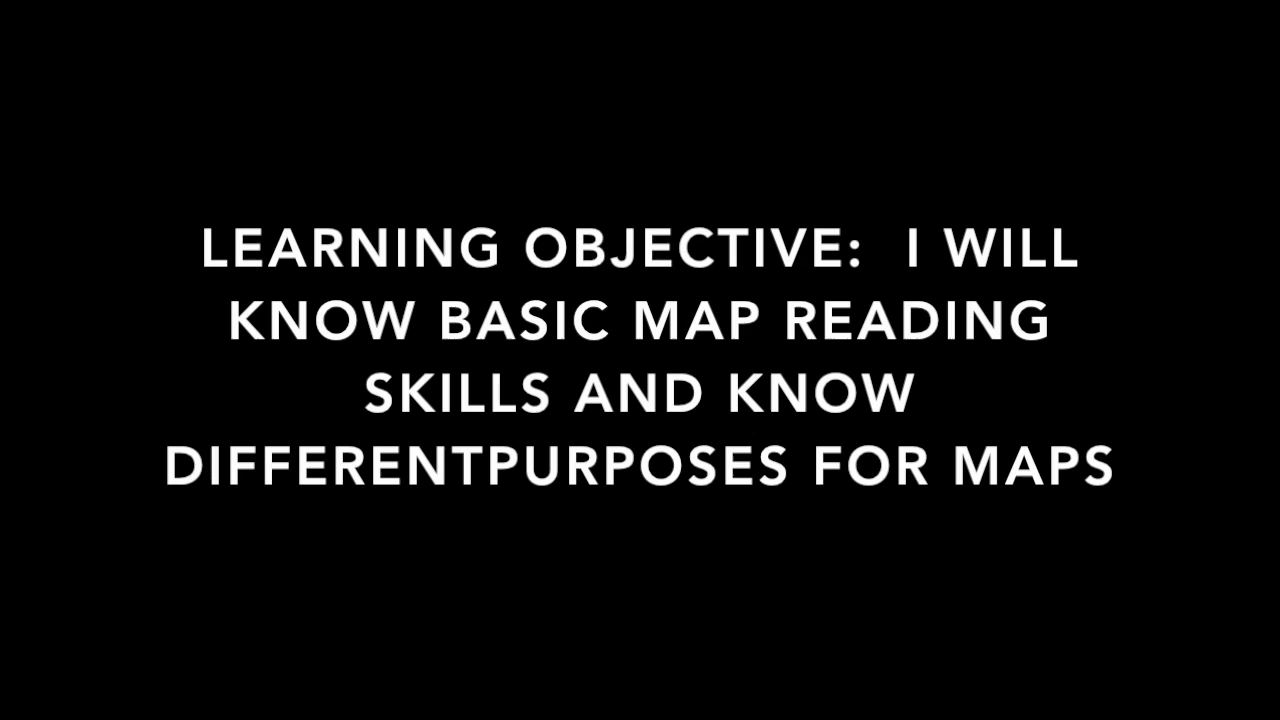 LEARNING OBJECTIVE:  I WILL
KNOW BASIC MAP READING
SKILLS AND KNOW
DIFFERENTPURPOSES FOR MAPS